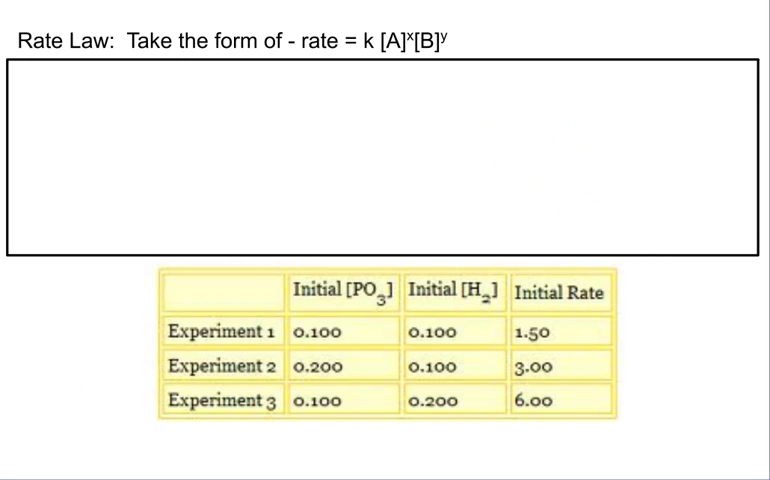 Rate Law: Take the form of - rate = k [A]ˣ[B]ʸ
Initial [PO₃] Initial [H₂] Initial Rate
Experiment 1 0.100 0.100 1.50
Experiment 2 0.200 0.100 3.00
Experiment 3 0.100 0.200 6.00